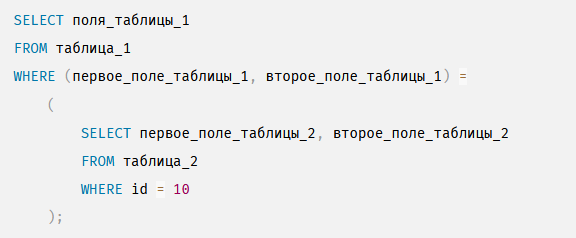 SELECT поля_таблицы_1
FROM таблица_1
WHERE (первое_поле_таблицы_1, второе_поле_таблицы_1) =
(
SELECT первое_поле_таблицы_2, второе_поле_таблицы_2
FROM таблица_2
WHERE id = 10
);